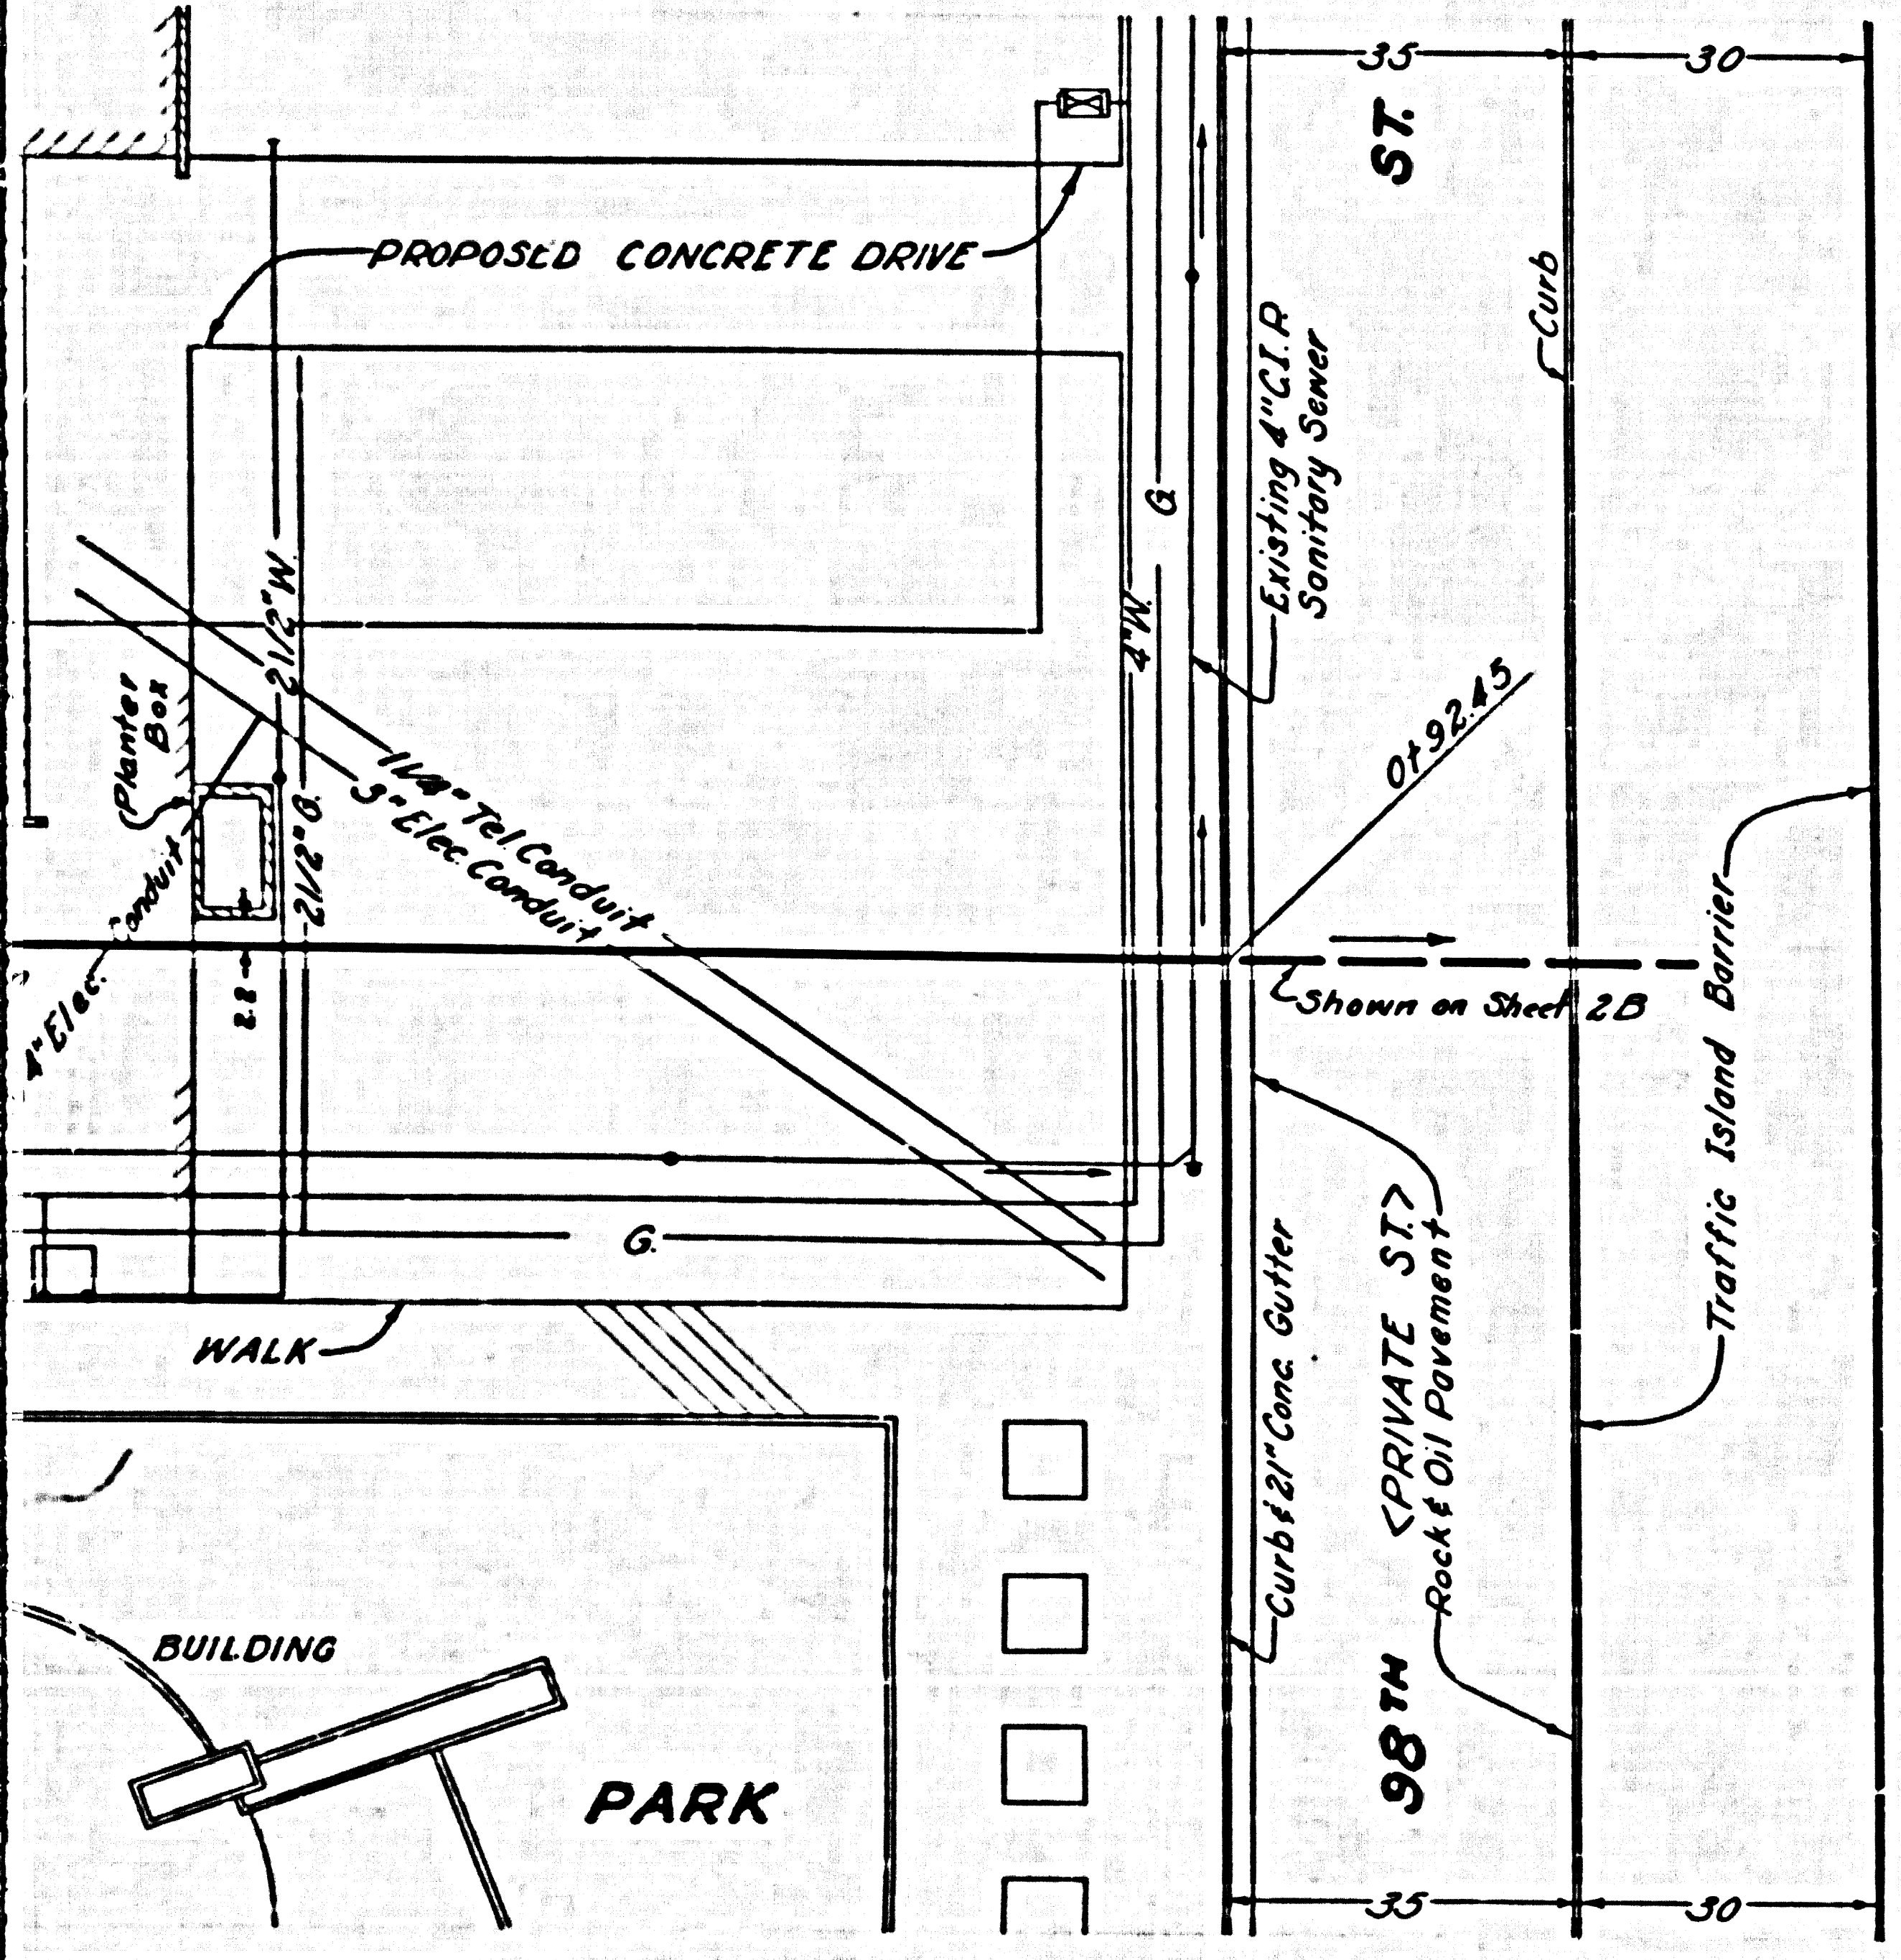 35
30
ST.
PROPOSED CONCRETE DRIVE
Curb
Existing 4" C.I.P.
Sanitary Sewer
G
2 1/2" W.
4" W.
Planter
Box
0+92.45
1 1/4" Tel. Conduit
3" Elec. Conduit
2 1/2" G.
4" Elec. Conduit
2.8
Shown on Sheet 2B
Traffic Island Barrier
G.
WALK
Curb & 21" Conc. Gutter
<PRIVATE ST.>
Rock & Oil Pavement
BUILDING
98TH
PARK
35
30